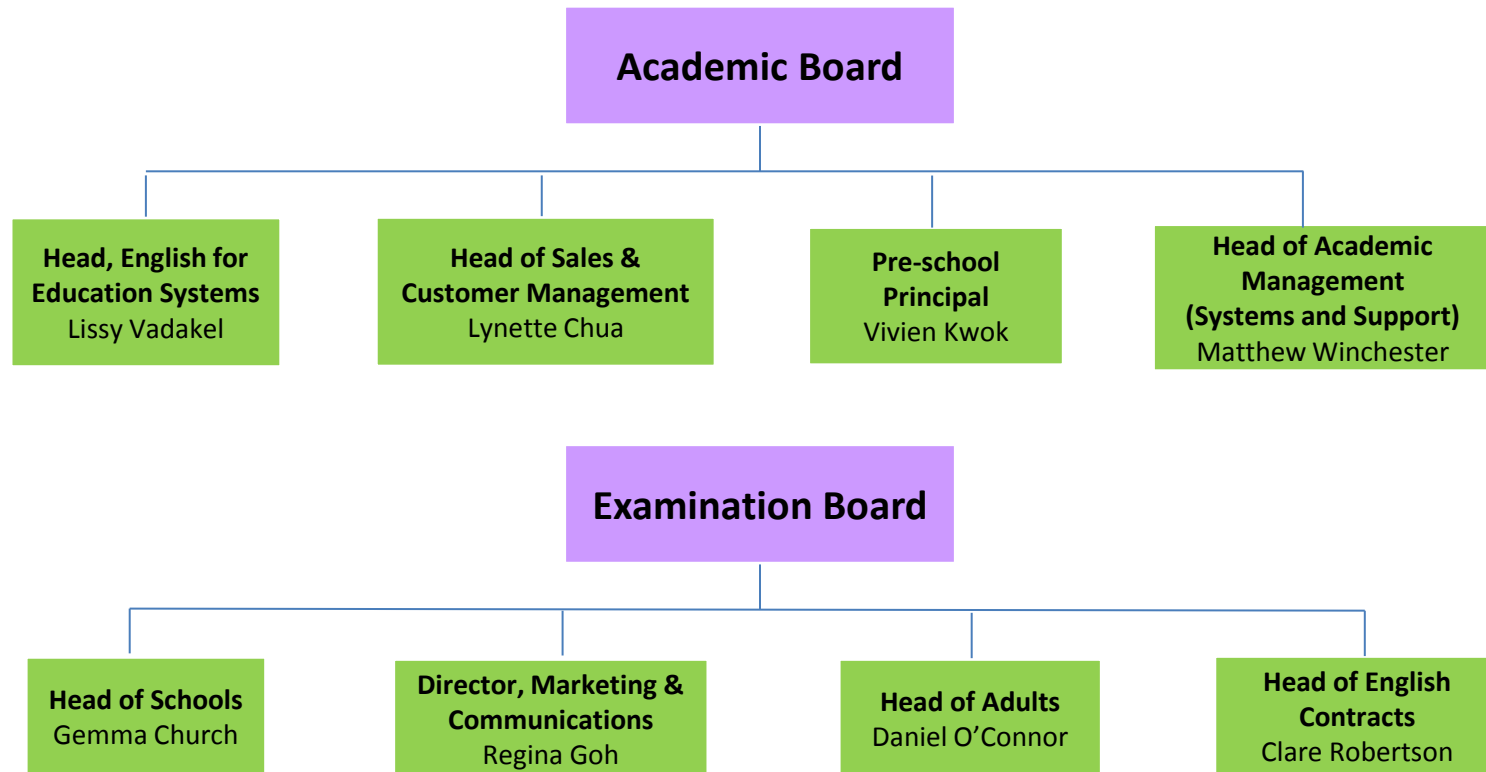 Academic Board
Head, English for
Education Systems
Lissy Vadakel
Head of Sales &
Customer Management
Lynette Chua
Pre-school
Principal
Vivien Kwok
Head of Academic
Management
(Systems and Support)
Matthew Winchester
Examination Board
Head of Schools
Gemma Church
Director, Marketing &
Communications
Regina Goh
Head of Adults
Daniel O’Connor
Head of English
Contracts
Clare Robertson